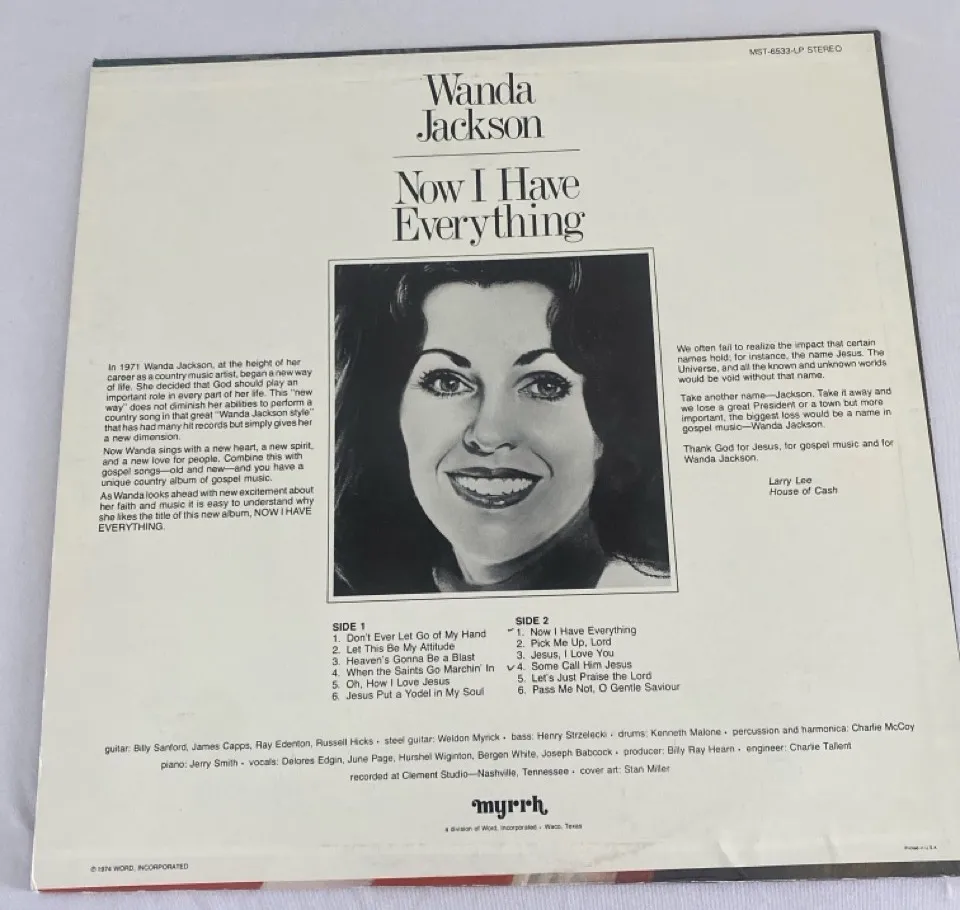 MST-6533-LP STEREO
Wanda
Jackson
Now I Have
Everything
In 1971 Wanda Jackson, at the height of her
career as a country music artist, began a new way
of life. She decided that God should play an
important role in every part of her life. This "new
way" does not diminish her abilities to perform a
country song in that great "Wanda Jackson style"
that has had many hit records but simply gives her
a new dimension.
Now Wanda sings with a new heart, a new spirit,
and a new love for people. Combine this with
gospel songs—old and new—and you have a
unique country album of gospel music.
As Wanda looks ahead with new excitement about
her faith and music it is easy to understand why
she likes the title of this new album, NOW I HAVE
EVERYTHING.
We often fail to realize the impact that certain
names hold; for instance, the name Jesus. The
Universe, and all the known and unknown worlds
would be void without that name.
Take another name—Jackson. Take it away and
we lose a great President or a town but more
important, the biggest loss would be a name in
gospel music—Wanda Jackson.
Thank God for Jesus, for gospel music and for
Wanda Jackson.
Larry Lee
House of Cash
SIDE 1
1. Don't Ever Let Go of My Hand
2. Let This Be My Attitude
3. Heaven's Gonna Be a Blast
4. When the Saints Go Marchin' In
5. Oh, How I Love Jesus
6. Jesus Put a Yodel in My Soul
SIDE 2
1. Now I Have Everything
2. Pick Me Up, Lord
3. Jesus, I Love You
4. Some Call Him Jesus
5. Let's Just Praise the Lord
6. Pass Me Not, O Gentle Saviour
guitar: Billy Sanford, James Capps, Ray Edenton, Russell Hicks • steel guitar: Weldon Myrick • bass: Henry Strzelecki • drums: Kenneth Malone • percussion and harmonica: Charlie McCoy
piano: Jerry Smith • vocals: Delores Edgin, June Page, Hurshel Wiginton, Bergen White, Joseph Babcock • producer: Billy Ray Hearn • engineer: Charlie Tallent
recorded at Clement Studio—Nashville, Tennessee • cover art: Stan Miller
myrrh
a division of Word, Incorporated • Waco, Texas
© 1974 WORD, INCORPORATED
Printed in U.S.A.